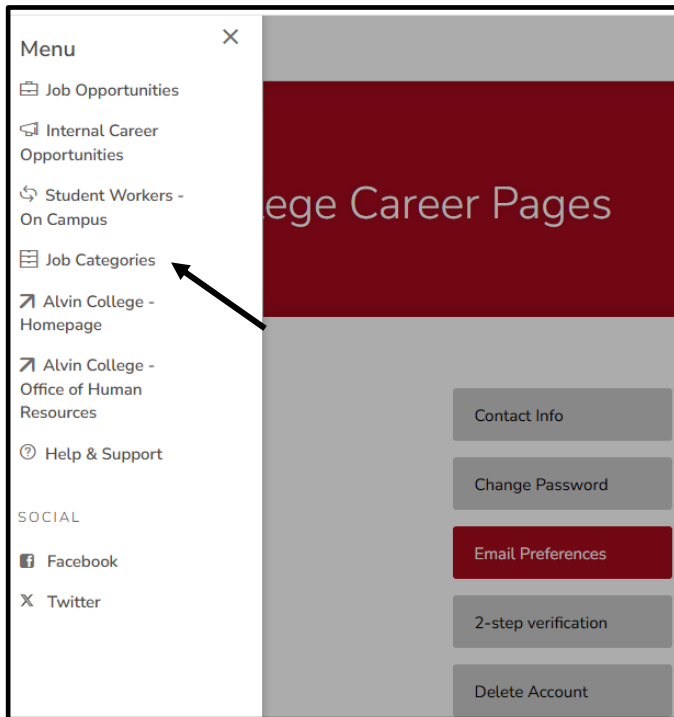 Menu
Job Opportunities
Internal Career
Opportunities
Student Workers -
On Campus
Job Categories
Alvin College -
Homepage
Alvin College -
Office of Human
Resources
Help & Support
SOCIAL
Facebook
Twitter
ege Career Pages
Contact Info
Change Password
Email Preferences
2-step verification
Delete Account